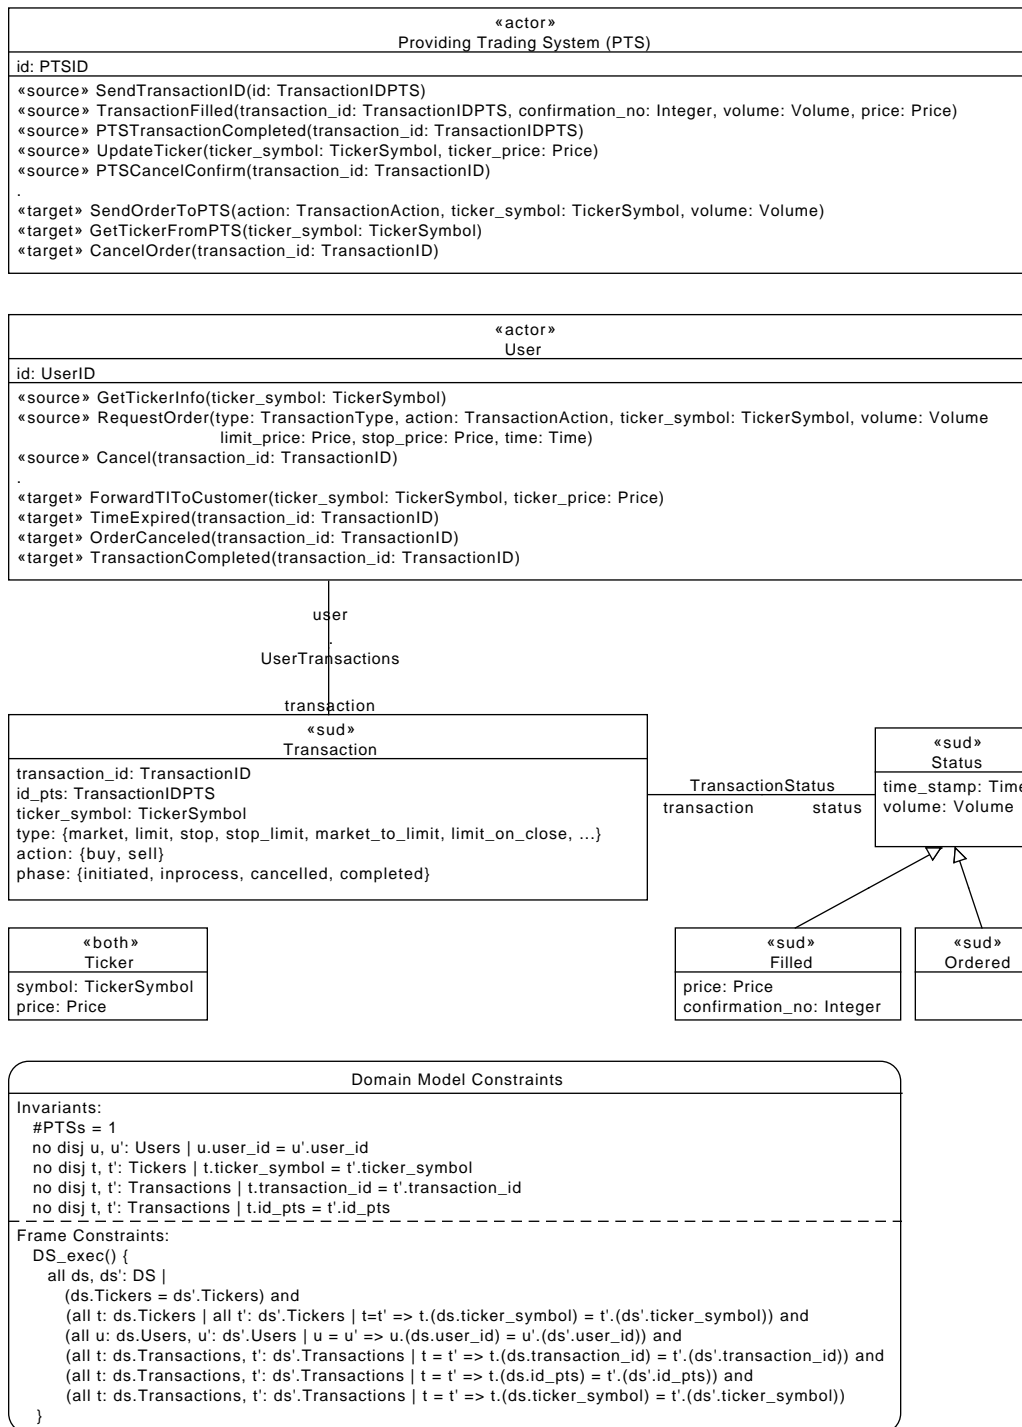 «actor»
Providing Trading System (PTS)
id: PTSID
«source» SendTransactionID(id: TransactionIDPTS)
«source» TransactionFilled(transaction_id: TransactionIDPTS, confirmation_no: Integer, volume: Volume, price: Price)
«source» PTSTransactionCompleted(transaction_id: TransactionIDPTS)
«source» UpdateTicker(ticker_symbol: TickerSymbol, ticker_price: Price)
«source» PTSCancelConfirm(transaction_id: TransactionID)
.
«target» SendOrderToPTS(action: TransactionAction, ticker_symbol: TickerSymbol, volume: Volume)
«target» GetTickerFromPTS(ticker_symbol: TickerSymbol)
«target» CancelOrder(transaction_id: TransactionID)
«actor»
User
id: UserID
«source» GetTickerInfo(ticker_symbol: TickerSymbol)
«source» RequestOrder(type: TransactionType, action: TransactionAction, ticker_symbol: TickerSymbol, volume: Volume
limit_price: Price, stop_price: Price, time: Time)
«source» Cancel(transaction_id: TransactionID)
.
«target» ForwardTIToCustomer(ticker_symbol: TickerSymbol, ticker_price: Price)
«target» TimeExpired(transaction_id: TransactionID)
«target» OrderCanceled(transaction_id: TransactionID)
«target» TransactionCompleted(transaction_id: TransactionID)
user
.
UserTransactions
transaction
«sud»
Transaction
transaction_id: TransactionID
id_pts: TransactionIDPTS
ticker_symbol: TickerSymbol
type: {market, limit, stop, stop_limit, market_to_limit, limit_on_close, ...}
action: {buy, sell}
phase: {initiated, inprocess, cancelled, completed}
TransactionStatus
transaction status
«sud»
Status
time_stamp: Time
volume: Volume
«both»
Ticker
symbol: TickerSymbol
price: Price
«sud»
Filled
price: Price
confirmation_no: Integer
«sud»
Ordered
Domain Model Constraints
Invariants:
#PTSs = 1
no disj u, u': Users | u.user_id = u'.user_id
no disj t, t': Tickers | t.ticker_symbol = t'.ticker_symbol
no disj t, t': Transactions | t.transaction_id = t'.transaction_id
no disj t, t': Transactions | t.id_pts = t'.id_pts
Frame Constraints:
DS_exec() {
all ds, ds': DS |
(ds.Tickers = ds'.Tickers) and
(all t: ds.Tickers | all t': ds'.Tickers | t=t' => t.(ds.ticker_symbol) = t'.(ds'.ticker_symbol)) and
(all u: ds.Users, u': ds'.Users | u = u' => u.(ds.user_id) = u'.(ds'.user_id)) and
(all t: ds.Transactions, t': ds'.Transactions | t = t' => t.(ds.transaction_id) = t'.(ds'.transaction_id)) and
(all t: ds.Transactions, t': ds'.Transactions | t = t' => t.(ds.id_pts) = t'.(ds'.id_pts)) and
(all t: ds.Transactions, t': ds'.Transactions | t = t' => t.(ds.ticker_symbol) = t'.(ds'.ticker_symbol))
}